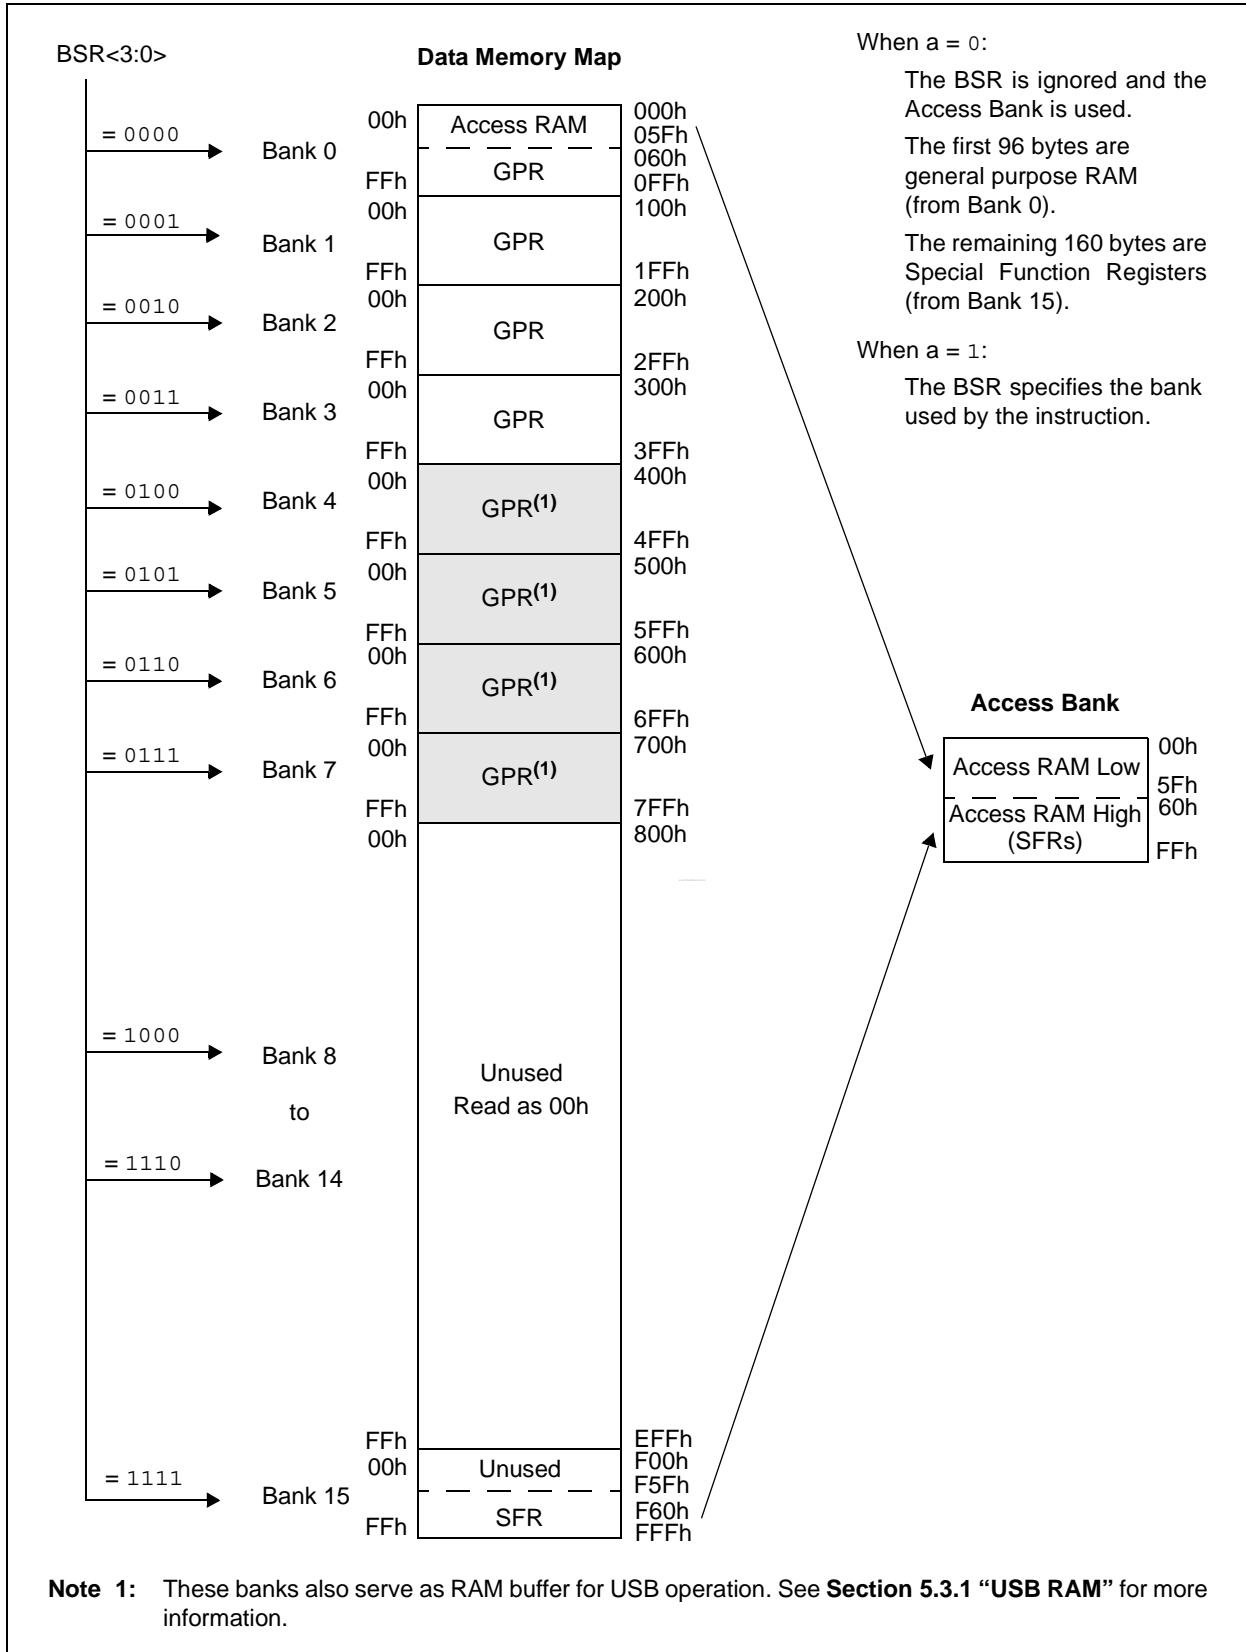 BSR<3:0>
Data Memory Map
When a = 0:
The BSR is ignored and the
Access Bank is used.
The first 96 bytes are
general purpose RAM
(from Bank 0).
The remaining 160 bytes are
Special Function Registers
(from Bank 15).
When a = 1:
The BSR specifies the bank
used by the instruction.
= 0000
Bank 0
00h
Access RAM
000h
05Fh
060h
FFh
GPR
0FFh
= 0001
Bank 1
00h
GPR
100h
FFh
1FFh
= 0010
Bank 2
00h
GPR
200h
FFh
2FFh
= 0011
Bank 3
00h
GPR
300h
FFh
3FFh
= 0100
Bank 4
00h
GPR(1)
400h
FFh
4FFh
= 0101
Bank 5
00h
GPR(1)
500h
FFh
5FFh
= 0110
Bank 6
00h
GPR(1)
600h
FFh
6FFh
= 0111
Bank 7
00h
GPR(1)
700h
FFh
7FFh
00h
800h
= 1000
Bank 8
to
= 1110
Bank 14
Unused
Read as 00h
FFh
EFFh
= 1111
Bank 15
00h
Unused
F00h
F5Fh
SFR
F60h
FFh
FFFh
Access Bank
Access RAM Low
00h
5Fh
Access RAM High
(SFRs)
60h
FFh
Note 1: These banks also serve as RAM buffer for USB operation. See Section 5.3.1 “USB RAM” for more
information.